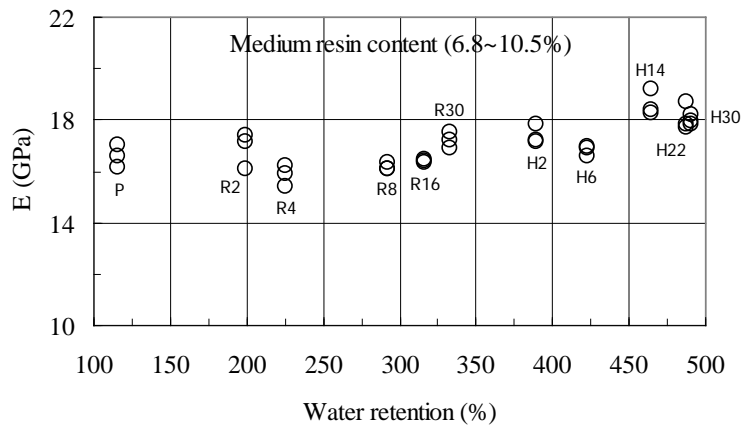 22
Medium resin content (6.8~10.5%)
H14
R30
18
H30
H2
H22
H6
P
R2
R4
R8
R16
14
10
E (GPa)
100 150 200 250 300 350 400 450 500
Water retention (%)